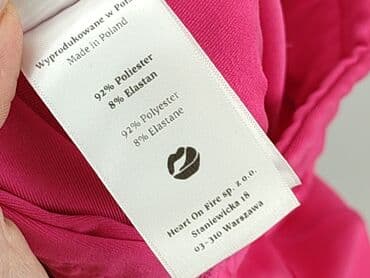 Wyprodukowane w Pol
Made in Poland
92% Poliester
8% Elastan
92% Polyester
8% Elastane
Heart On Fire sp. z o.o.
Staniewicka 18
03-310 Warszawa